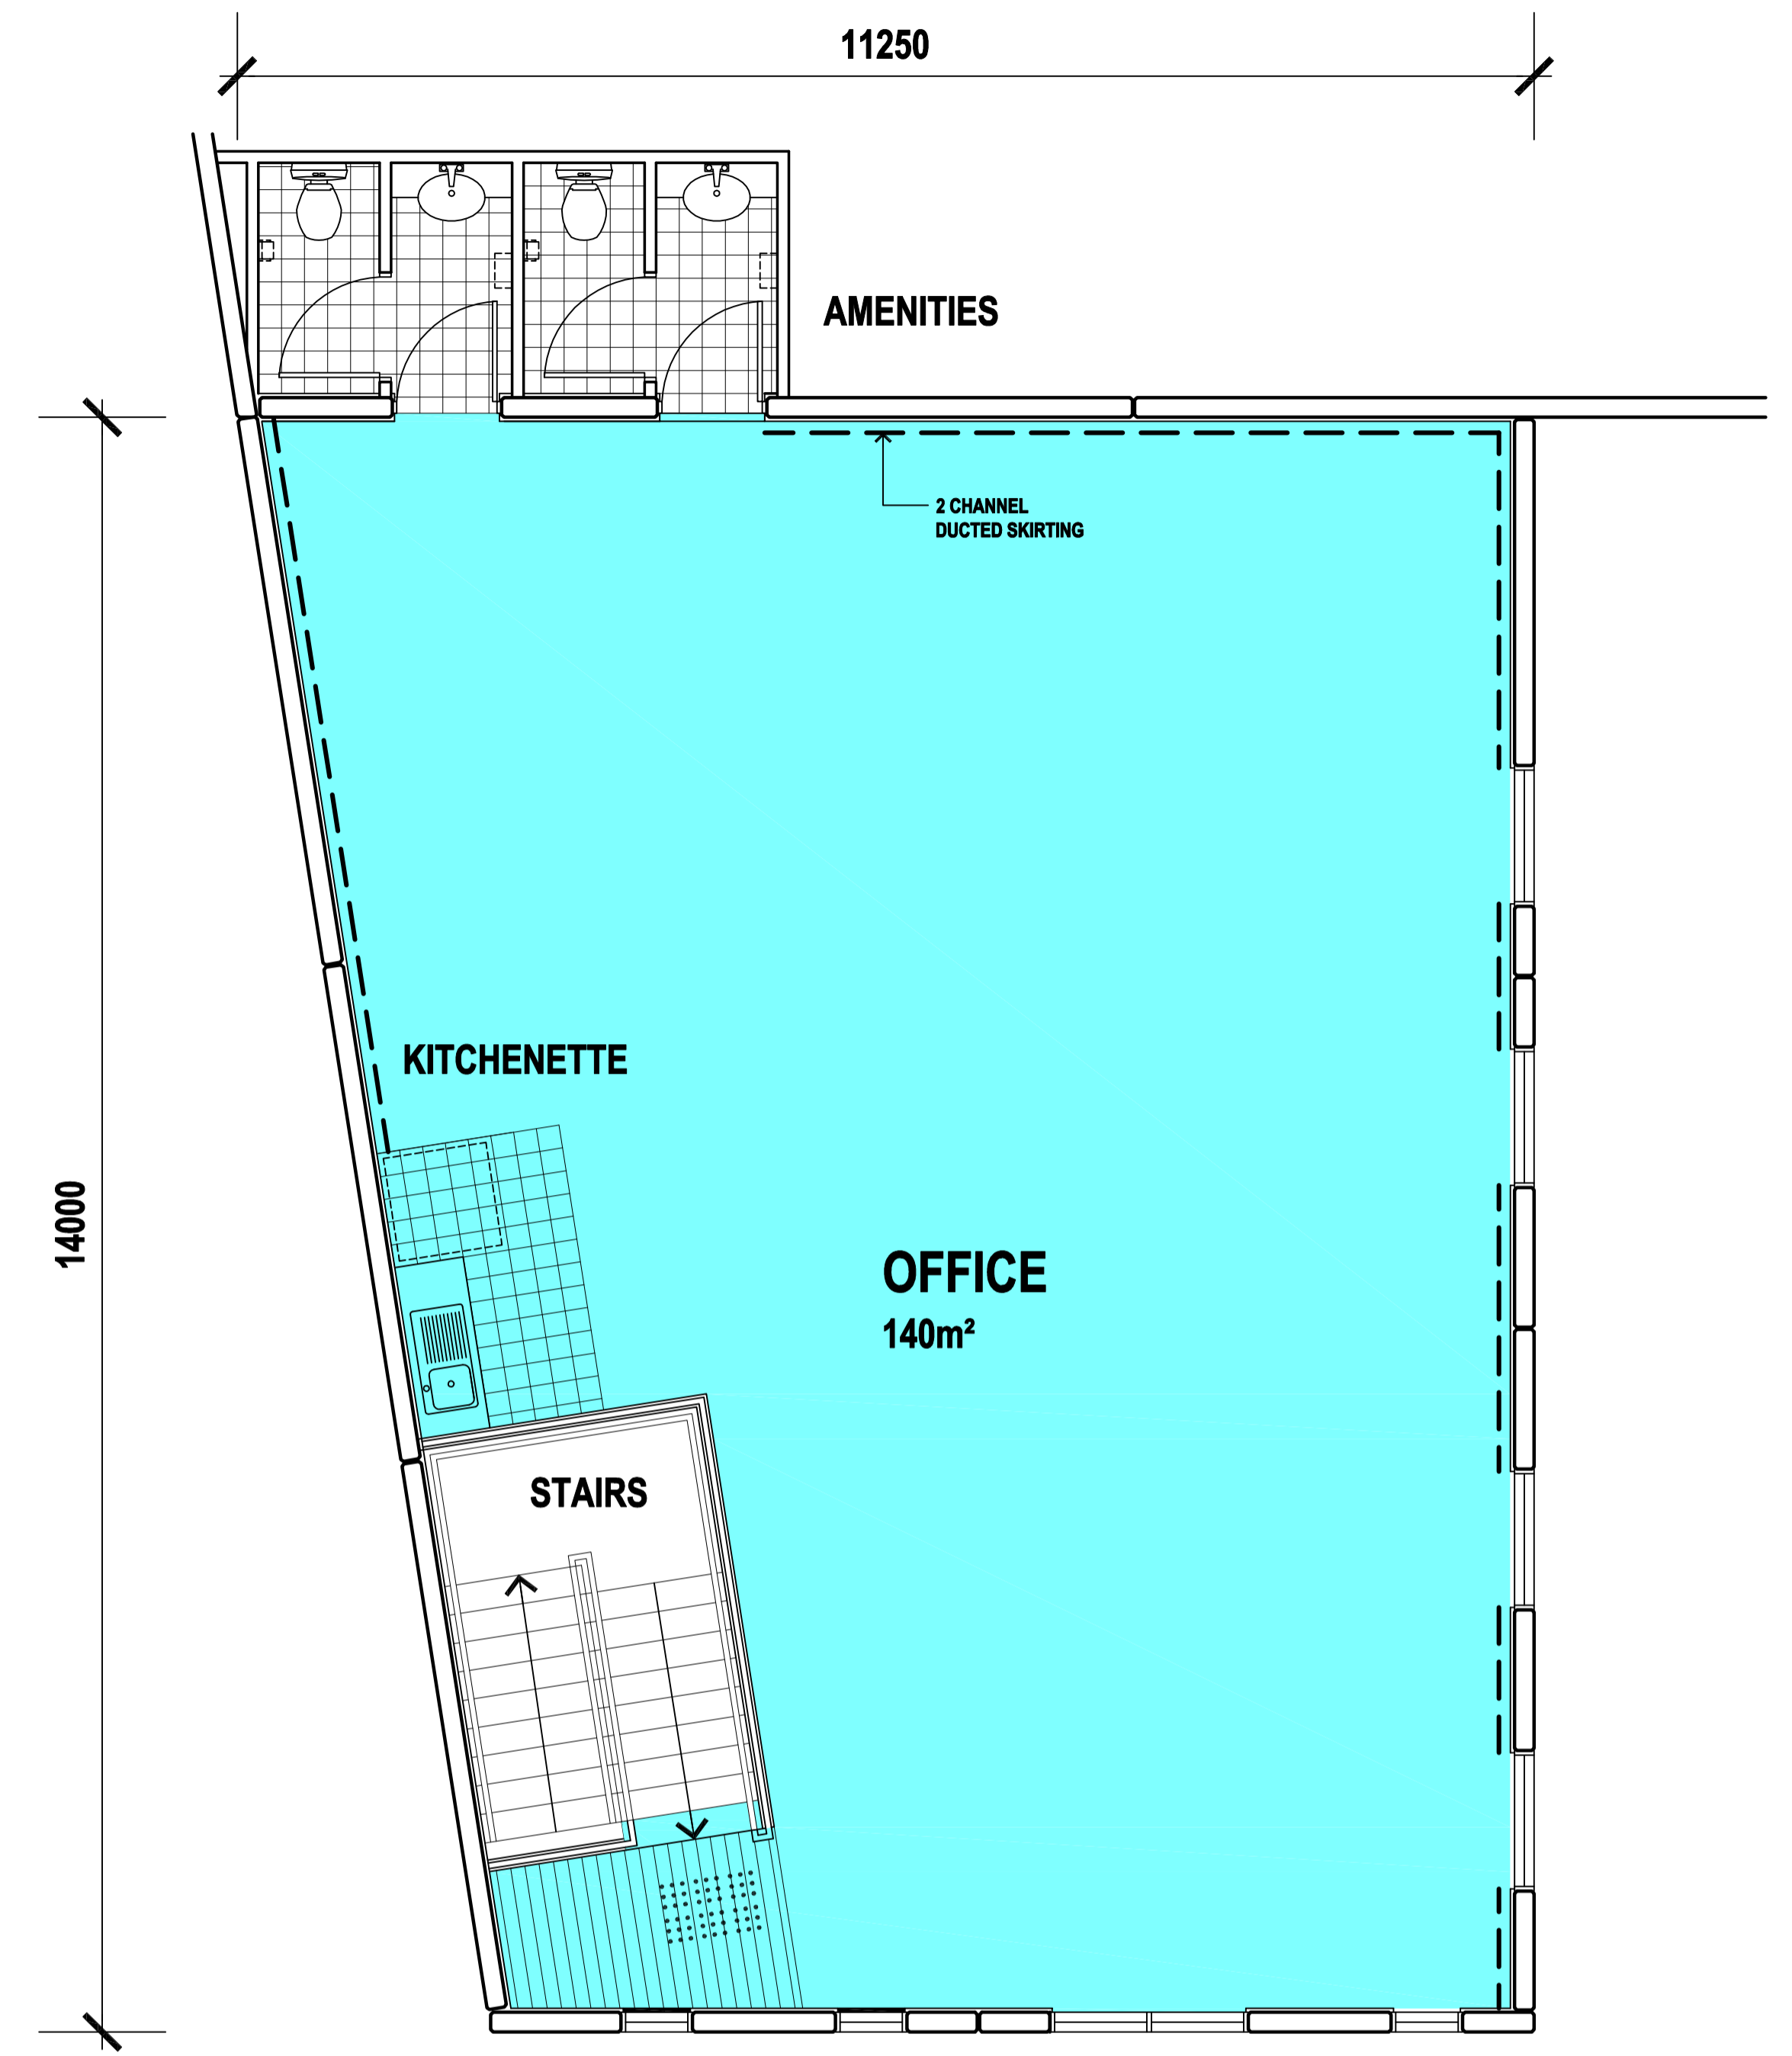 11250
AMENITIES
2 CHANNEL
DUCTED SKIRTING
KITCHENETTE
14000
OFFICE
140m²
STAIRS